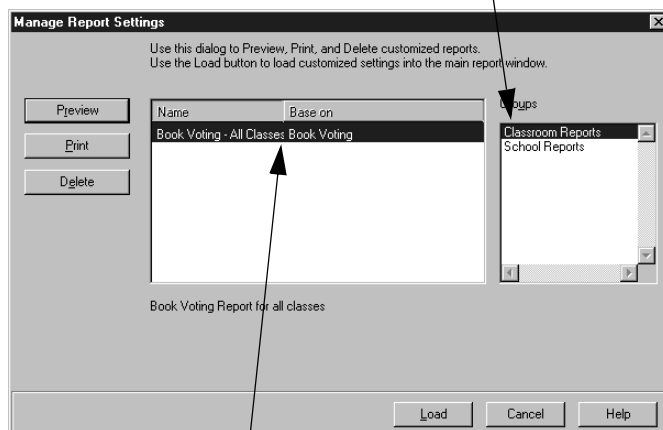 Manage Report Settings
Use this dialog to Preview, Print, and Delete customized reports.
Use the Load button to load customized settings into the main report window.
Groups
Preview
Name Base on
Print
Book Voting - All Classes Book Voting
Classroom Reports
School Reports
Delete
Book Voting Report for all classes
Load Cancel Help